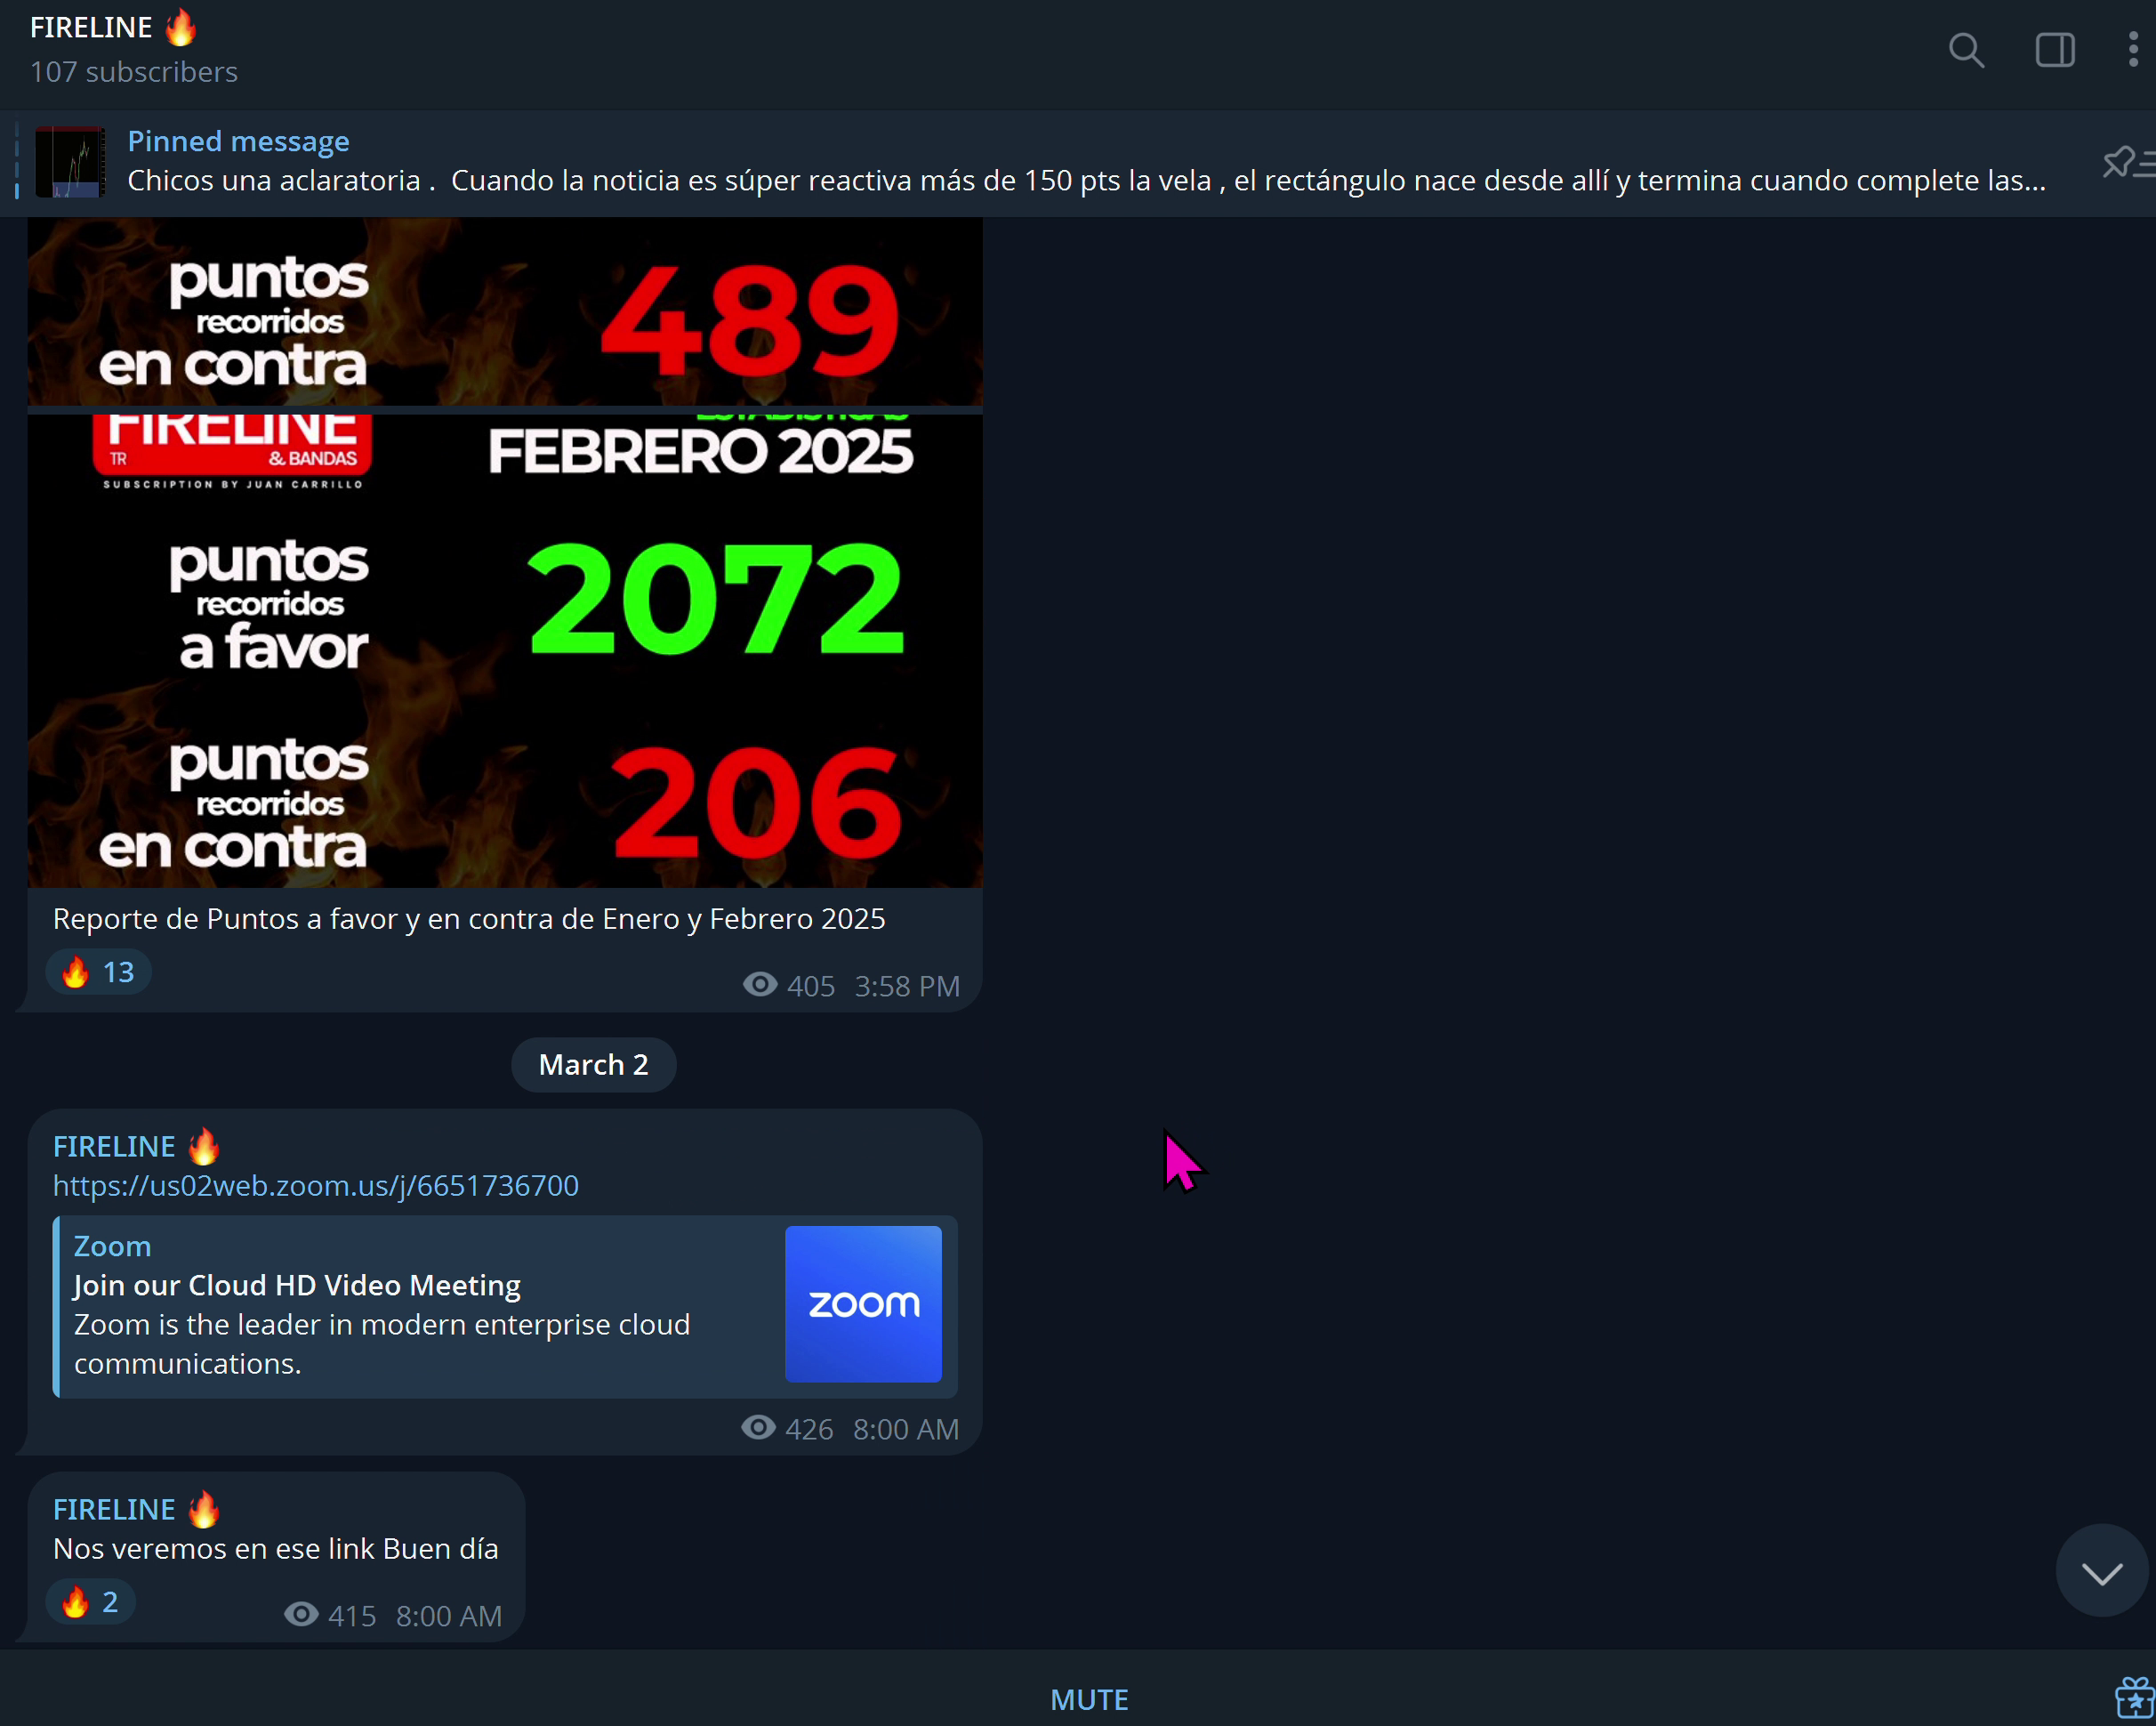 FIRELINE 🔥
107 subscribers
Pinned message
Chicos una aclaratoria .  Cuando la noticia es súper reactiva más de 150 pts la vela , el rectángulo nace desde allí y termina cuando complete las...
puntos
recorridos
en contra
489
FIRELINE
TR & BANDAS
SUBSCRIPTION BY JUAN CARRILLO
ESTADISTICAS
FEBRERO 2025
puntos
recorridos
a favor
2072
puntos
recorridos
en contra
206
Reporte de Puntos a favor y en contra de Enero y Febrero 2025
🔥 13
405 3:58 PM
March 2
FIRELINE 🔥
https://us02web.zoom.us/j/6651736700
Zoom
Join our Cloud HD Video Meeting
Zoom is the leader in modern enterprise cloud
communications.
zoom
426 8:00 AM
FIRELINE 🔥
Nos veremos en ese link Buen día
🔥 2
415 8:00 AM
MUTE